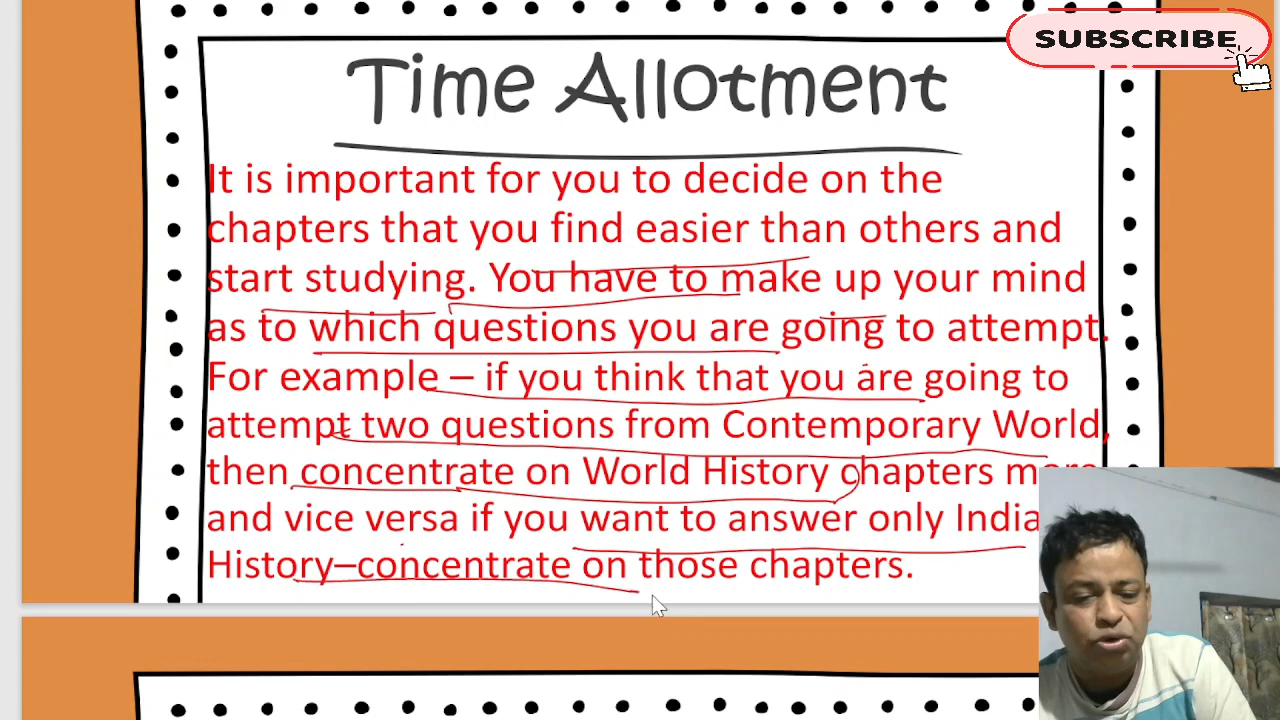 SUBSCRIBE
Time Allotment
It is important for you to decide on the
chapters that you find easier than others and
start studying. You have to make up your mind
as to which questions you are going to attempt.
For example – if you think that you are going to
attempt two questions from Contemporary World,
then concentrate on World History chapters more
and vice versa if you want to answer only India
History–concentrate on those chapters.